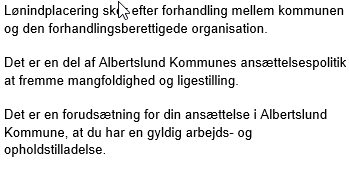 Lønindplacering sker efter forhandling mellem kommunen
og den forhandlingsberettigede organisation.
Det er en del af Albertslund Kommunes ansættelsespolitik
at fremme mangfoldighed og ligestilling.
Det er en forudsætning for din ansættelse i Albertslund
Kommune, at du har en gyldig arbejds- og
opholdstilladelse.